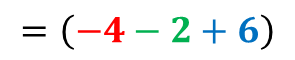 = (−4 − 2 + 6)